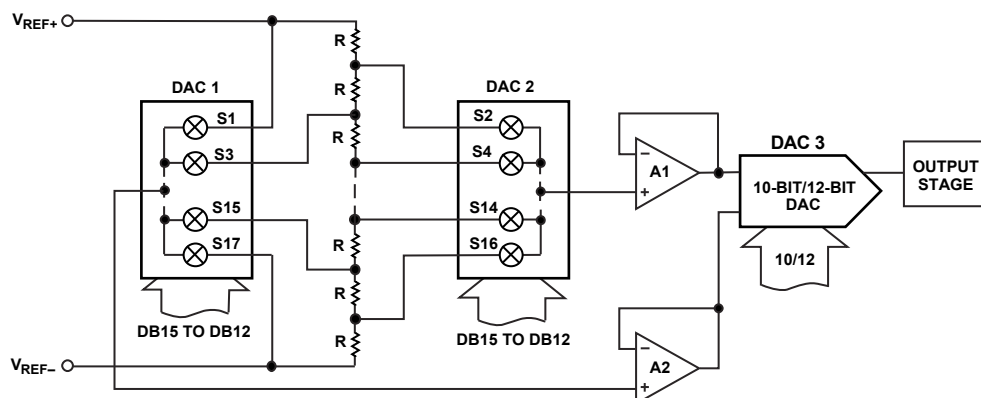 VREF+
R
DAC 1
DAC 2
R
S1
S2
R
DAC 3
S3
S4
A1
10-BIT/12-BIT
DAC
OUTPUT
STAGE
S15
S14
R
S17
S16
10/12
R
DB15 TO DB12
DB15 TO DB12
R
A2
VREF–